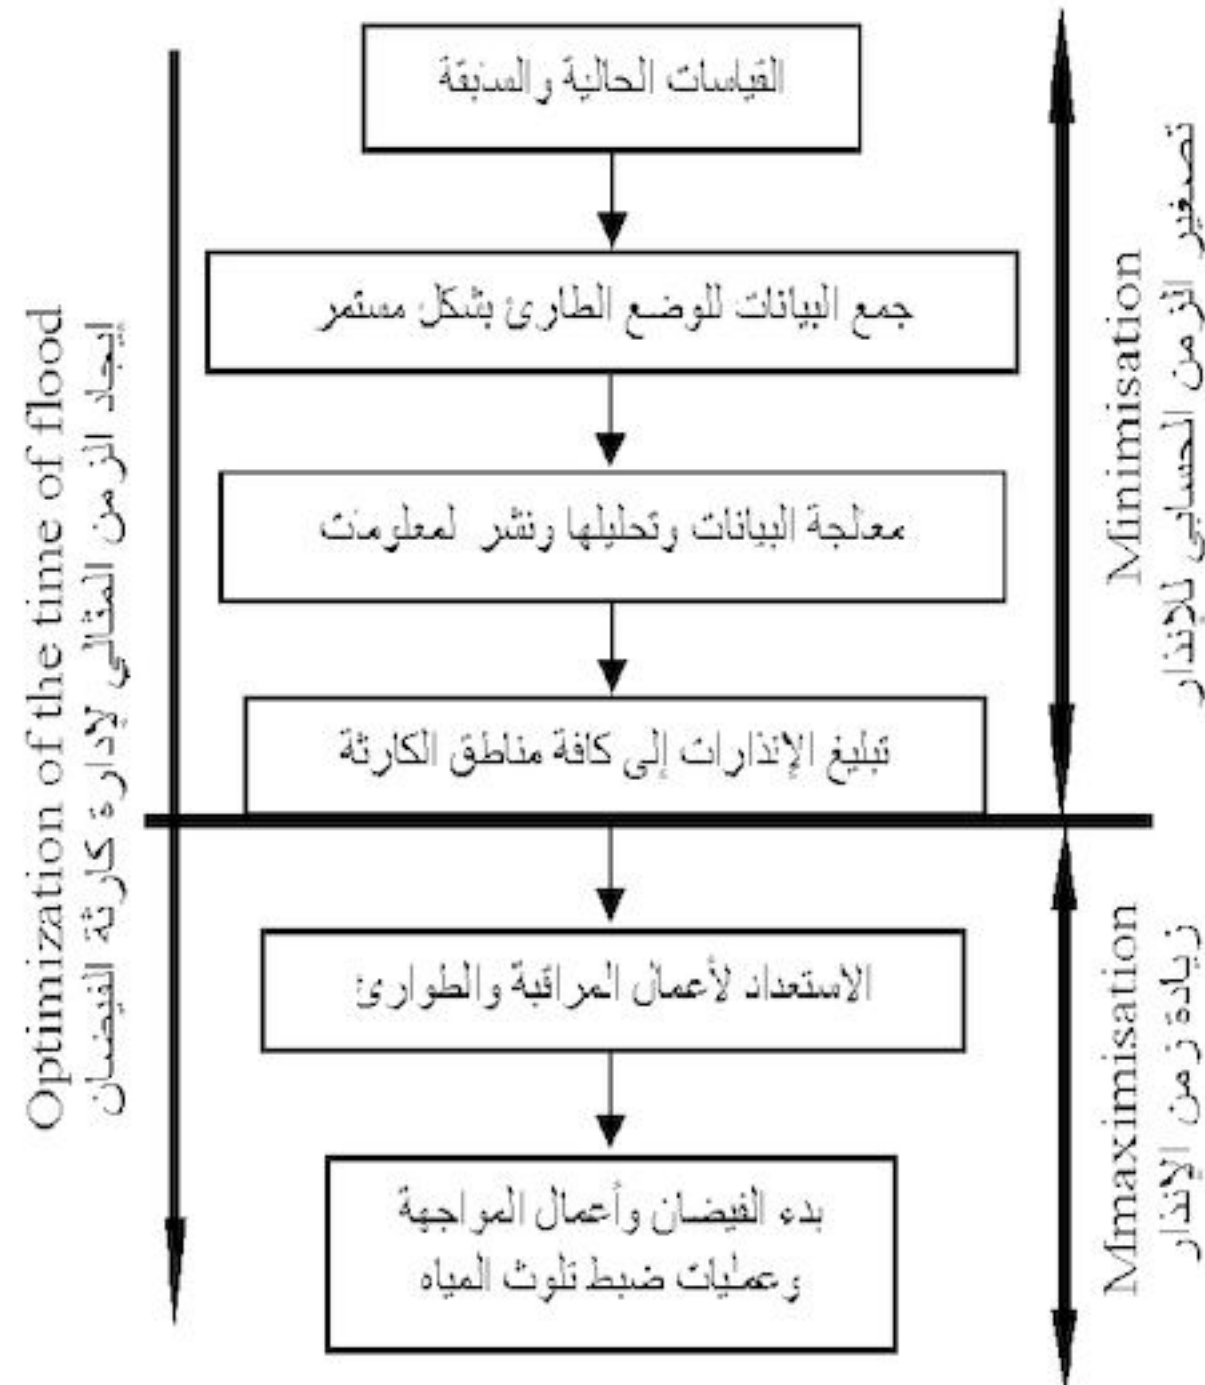 القياسات الحالية والسابقة
جمع البيانات للوضع الطارئ بشكل مستمر
معالجة البيانات وتحليلها ونشر لمعلومات
تبليغ الإنذارات إلى كافة مناطق الكارثة
الاستعداد لأعمال المراقبة والطوارئ
بدء الفيضان وأعمال المواجهة
وعمليات ضبط تلوث المياه
Optimization of the time of flood
إيجاد الزمن المثالي لإدارة كارثة الفيضان
Minimisation
تصغير الزمن الحسابي للإنذار
Mmaximisation
زيادة زمن الإنذار